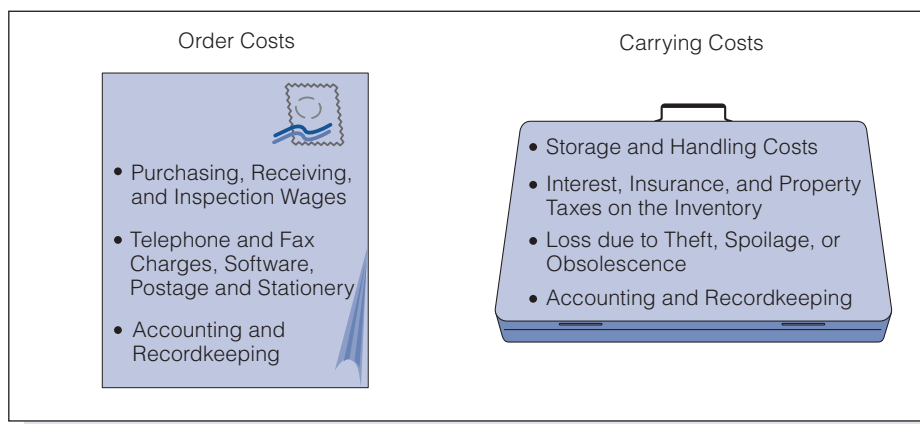 Order Costs
• Purchasing, Receiving,
and Inspection Wages
• Telephone and Fax
Charges, Software,
Postage and Stationery
• Accounting and
Recordkeeping
Carrying Costs
• Storage and Handling Costs
• Interest, Insurance, and Property
Taxes on the Inventory
• Loss due to Theft, Spoilage, or
Obsolescence
• Accounting and Recordkeeping